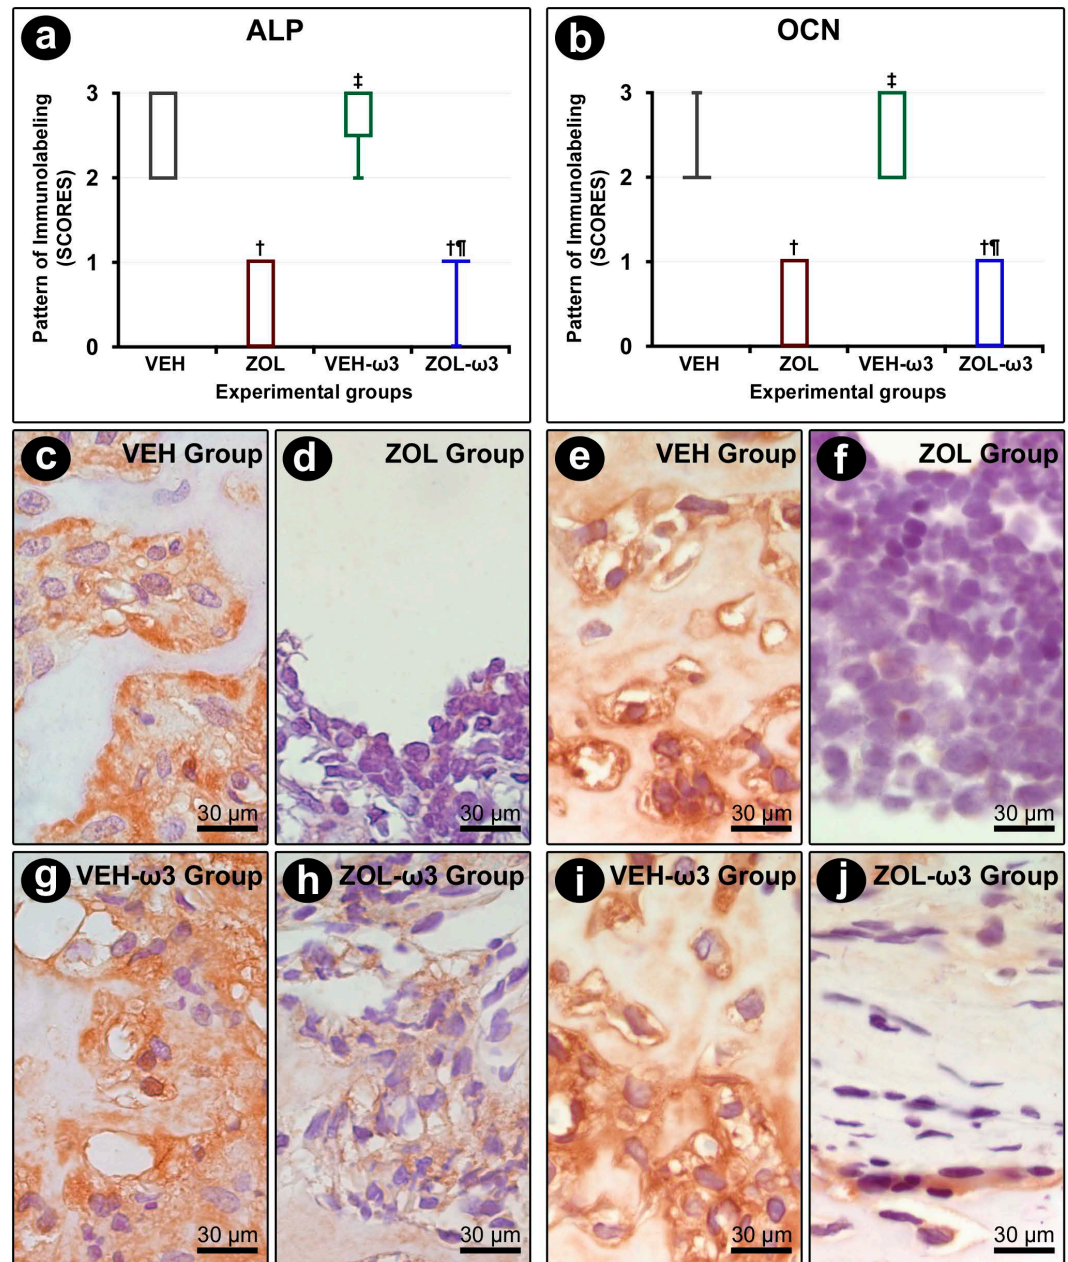 a
ALP
Pattern of Immunolabeling
(SCORES)
3
2
1
0
‡
†
†¶
VEH
ZOL
VEH-ω3
ZOL-ω3
Experimental groups
b
OCN
Pattern of Immunolabeling
(SCORES)
3
2
1
0
‡
†
†¶
VEH
ZOL
VEH-ω3
ZOL-ω3
Experimental groups
c
VEH Group
30 µm
d
ZOL Group
30 µm
e
VEH Group
30 µm
f
ZOL Group
30 µm
g
VEH-ω3 Group
30 µm
h
ZOL-ω3 Group
30 µm
i
VEH-ω3 Group
30 µm
j
ZOL-ω3 Group
30 µm